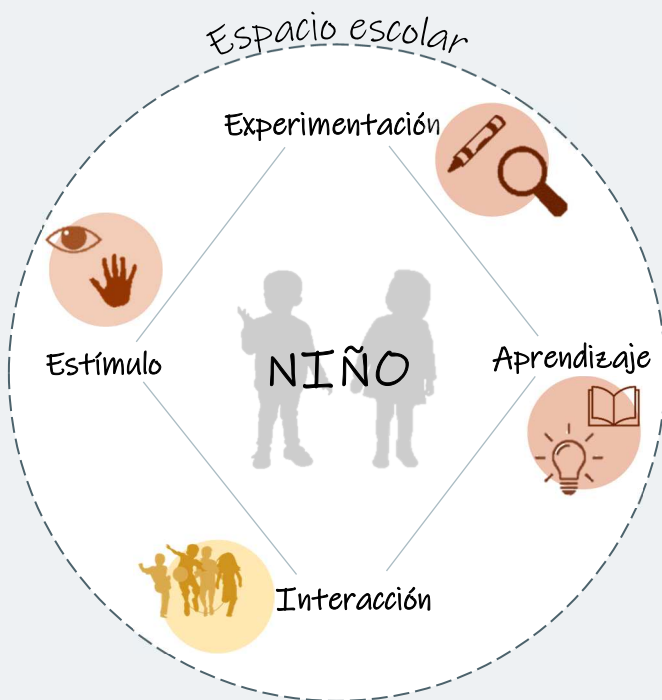 Espacio escolar
Experimentación
Estímulo
NIÑO
Aprendizaje
Interacción